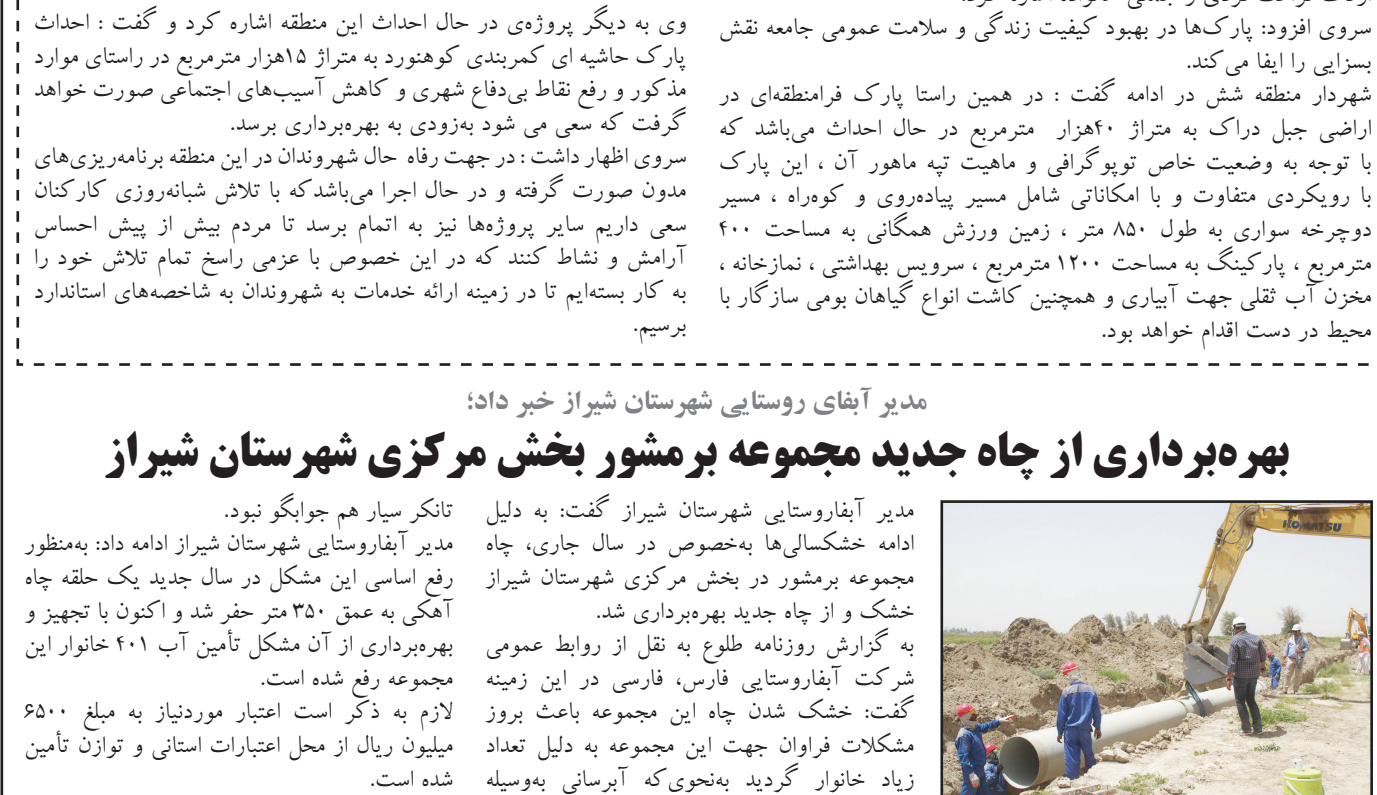 سروی افزود: پارک‌ها در بهبود کیفیت زندگی و سلامت عمومی جامعه نقش
بسزایی را ایفا می‌کند.
شهردار منطقه شش در ادامه گفت : در همین راستا پارک فرامنطقه‌ای در
اراضی جبل دراک به متراژ ۴۰هزار مترمربع در حال احداث می‌باشد که
با توجه به وضعیت خاص توپوگرافی و ماهیت تپه ماهور آن ، این پارک
با رویکردی متفاوت و با امکاناتی شامل مسیر پیاده‌روی و کوه‌راه ، مسیر
دوچرخه سواری به طول ۸۵۰ متر ، زمین ورزش همگانی به مساحت ۴۰۰
مترمربع ، پارکینگ به مساحت ۱۲۰۰ مترمربع ، سرویس بهداشتی ، نمازخانه ،
مخزن آب ثقلی جهت آبیاری و همچنین کاشت انواع گیاهان بومی سازگار با
محیط در دست اقدام خواهد بود.
وی به دیگر پروژه‌ی در حال احداث این منطقه اشاره کرد و گفت : احداث
پارک حاشیه ای کمربندی کوهنورد به متراژ ۱۵هزار مترمربع در راستای موارد
مذکور و رفع نقاط بی‌دفاع شهری و کاهش آسیب‌های اجتماعی صورت خواهد
گرفت که سعی می شود به‌زودی به بهره‌برداری برسد.
سروی اظهار داشت : در جهت رفاه حال شهروندان در این منطقه برنامه‌ریزی‌های
مدون صورت گرفته و در حال اجرا می‌باشدکه با تلاش شبانه‌روزی کارکنان
سعی داریم سایر پروژه‌ها نیز به اتمام برسد تا مردم بیش از پیش احساس
آرامش و نشاط کنند که در این خصوص با عزمی راسخ تمام تلاش خود را
به کار بسته‌ایم تا در زمینه ارائه خدمات به شهروندان به شاخصه‌های استاندارد
برسیم.
مدیر آبفای روستایی شهرستان شیراز خبر داد؛
بهره‌برداری از چاه جدید مجموعه برمشور بخش مرکزی شهرستان شیراز
KOMATSU
مدیر آبفاروستایی شهرستان شیراز گفت: به دلیل
ادامه خشکسالی‌ها به‌خصوص در سال جاری، چاه
مجموعه برمشور در بخش مرکزی شهرستان شیراز
خشک و از چاه جدید بهره‌برداری شد.
به گزارش روزنامه طلوع به نقل از روابط عمومی
شرکت آبفاروستایی فارس، فارسی در این زمینه
گفت: خشک شدن چاه این مجموعه باعث بروز
مشکلات فراوان جهت این مجموعه به دلیل تعداد
زیاد خانوار گردید به‌نحوی‌که آبرسانی به‌وسیله
تانکر سیار هم جوابگو نبود.
مدیر آبفاروستایی شهرستان شیراز ادامه داد: به‌منظور
رفع اساسی این مشکل در سال جدید یک حلقه چاه
آهکی به عمق ۳۵۰ متر حفر شد و اکنون با تجهیز و
بهره‌برداری از آن مشکل تأمین آب ۴۰۱ خانوار این
مجموعه رفع شده است.
لازم به ذکر است اعتبار موردنیاز به مبلغ ۶۵۰۰
میلیون ریال از محل اعتبارات استانی و توازن تأمین
شده است.